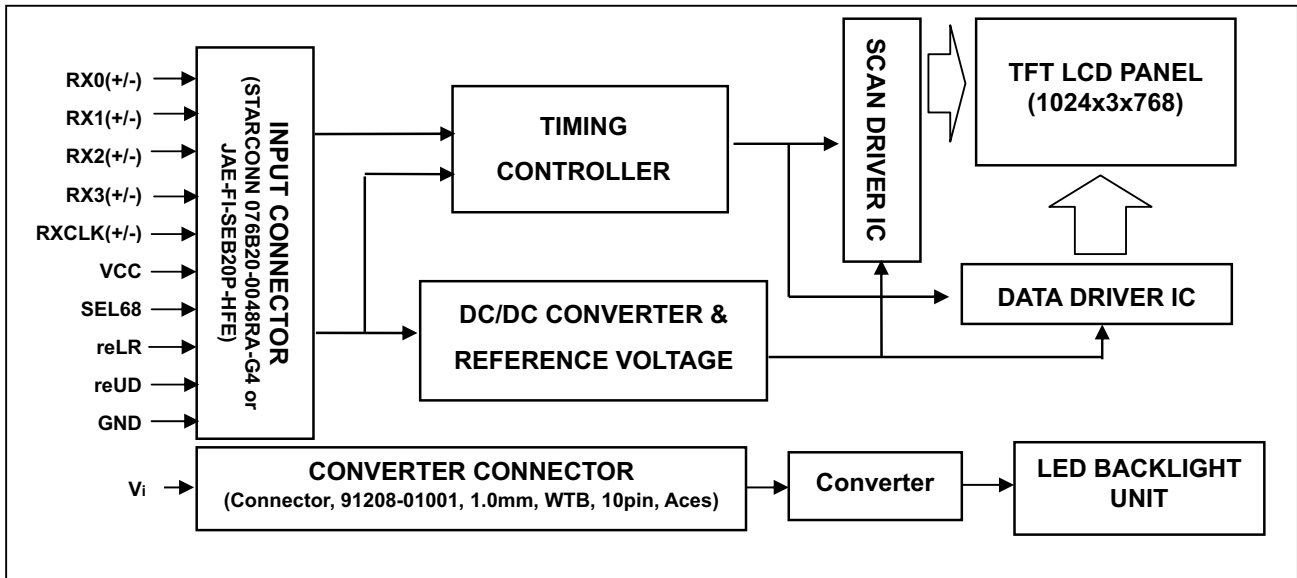 RX0(+/-)
RX1(+/-)
RX2(+/-)
RX3(+/-)
RXCLK(+/-)
VCC
SEL68
reLR
reUD
GND
INPUT CONNECTOR
(STARCONN 076B20-0048RA-G4 or
JAE-FI-SEB20P-HFE)
TIMING
CONTROLLER
DC/DC CONVERTER &
REFERENCE VOLTAGE
SCAN DRIVER IC
TFT LCD PANEL
(1024x3x768)
DATA DRIVER IC
Vi
CONVERTER CONNECTOR
(Connector, 91208-01001, 1.0mm, WTB, 10pin, Aces)
Converter
LED BACKLIGHT
UNIT